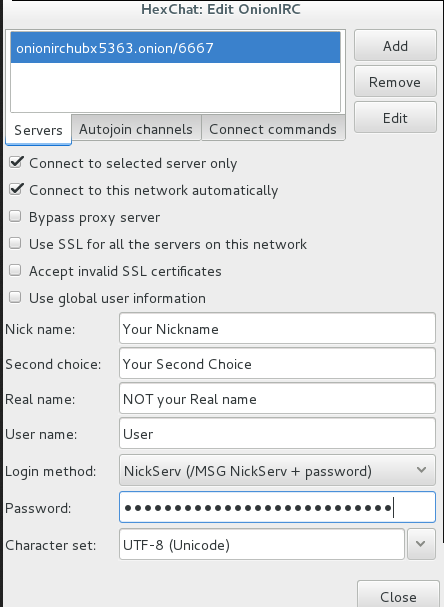 HexChat: Edit OnionIRC
onionirchubx5363.onion/6667
Add
Remove
Edit
Servers Autojoin channels Connect commands
Connect to selected server only
Connect to this network automatically
Bypass proxy server
Use SSL for all the servers on this network
Accept invalid SSL certificates
Use global user information
Nick name: Your Nickname
Second choice: Your Second Choice
Real name: NOT your Real name
User name: User
Login method: NickServ (/MSG NickServ + password)
Password: •••••••••••••••••••••••••••
Character set: UTF-8 (Unicode)
Close